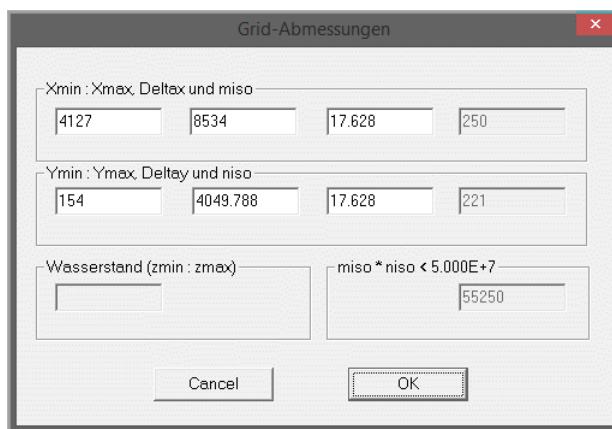 Grid-Abmessungen
Xmin : Xmax, Deltax und miso
4127 8534 17.628 250
Ymin : Ymax, Deltay und niso
154 4049.788 17.628 221
Wasserstand (zmin : zmax) miso * niso < 5.000E+7
55250
Cancel OK